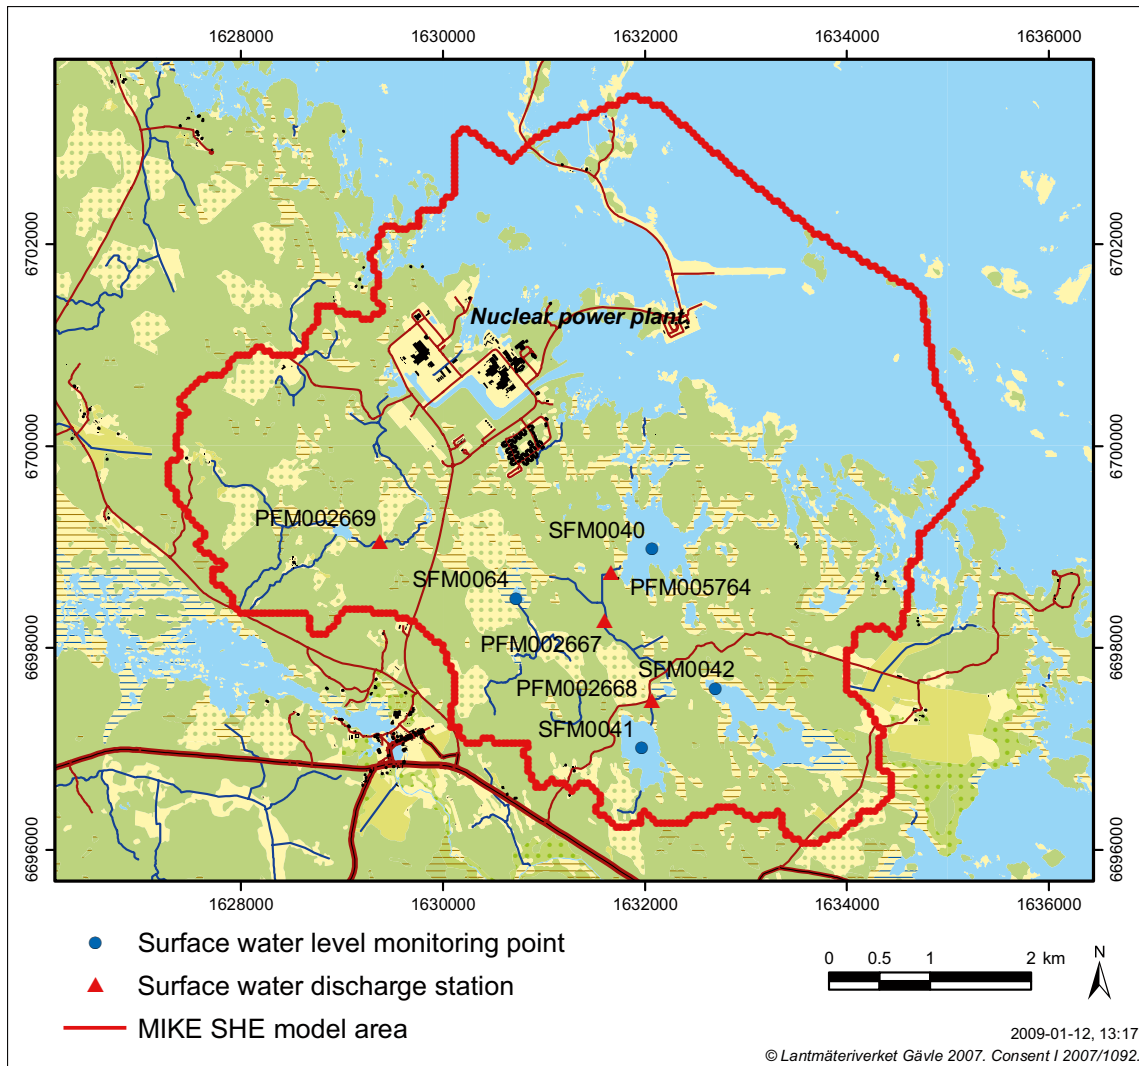 1628000 1630000 1632000 1634000 1636000
6702000 6702000
Nuclear power plant
6700000 6700000
PFM002669
SFM0040
SFM0064
PFM005764
PFM002667
SFM0042
PFM002668
SFM0041
6698000 6698000
6696000 6696000
1628000 1630000 1632000 1634000 1636000
Surface water level monitoring point
Surface water discharge station
MIKE SHE model area
0 0.5 1 2 km
N
2009-01-12, 13:17
© Lantmäteriverket Gävle 2007. Consent I 2007/1092.